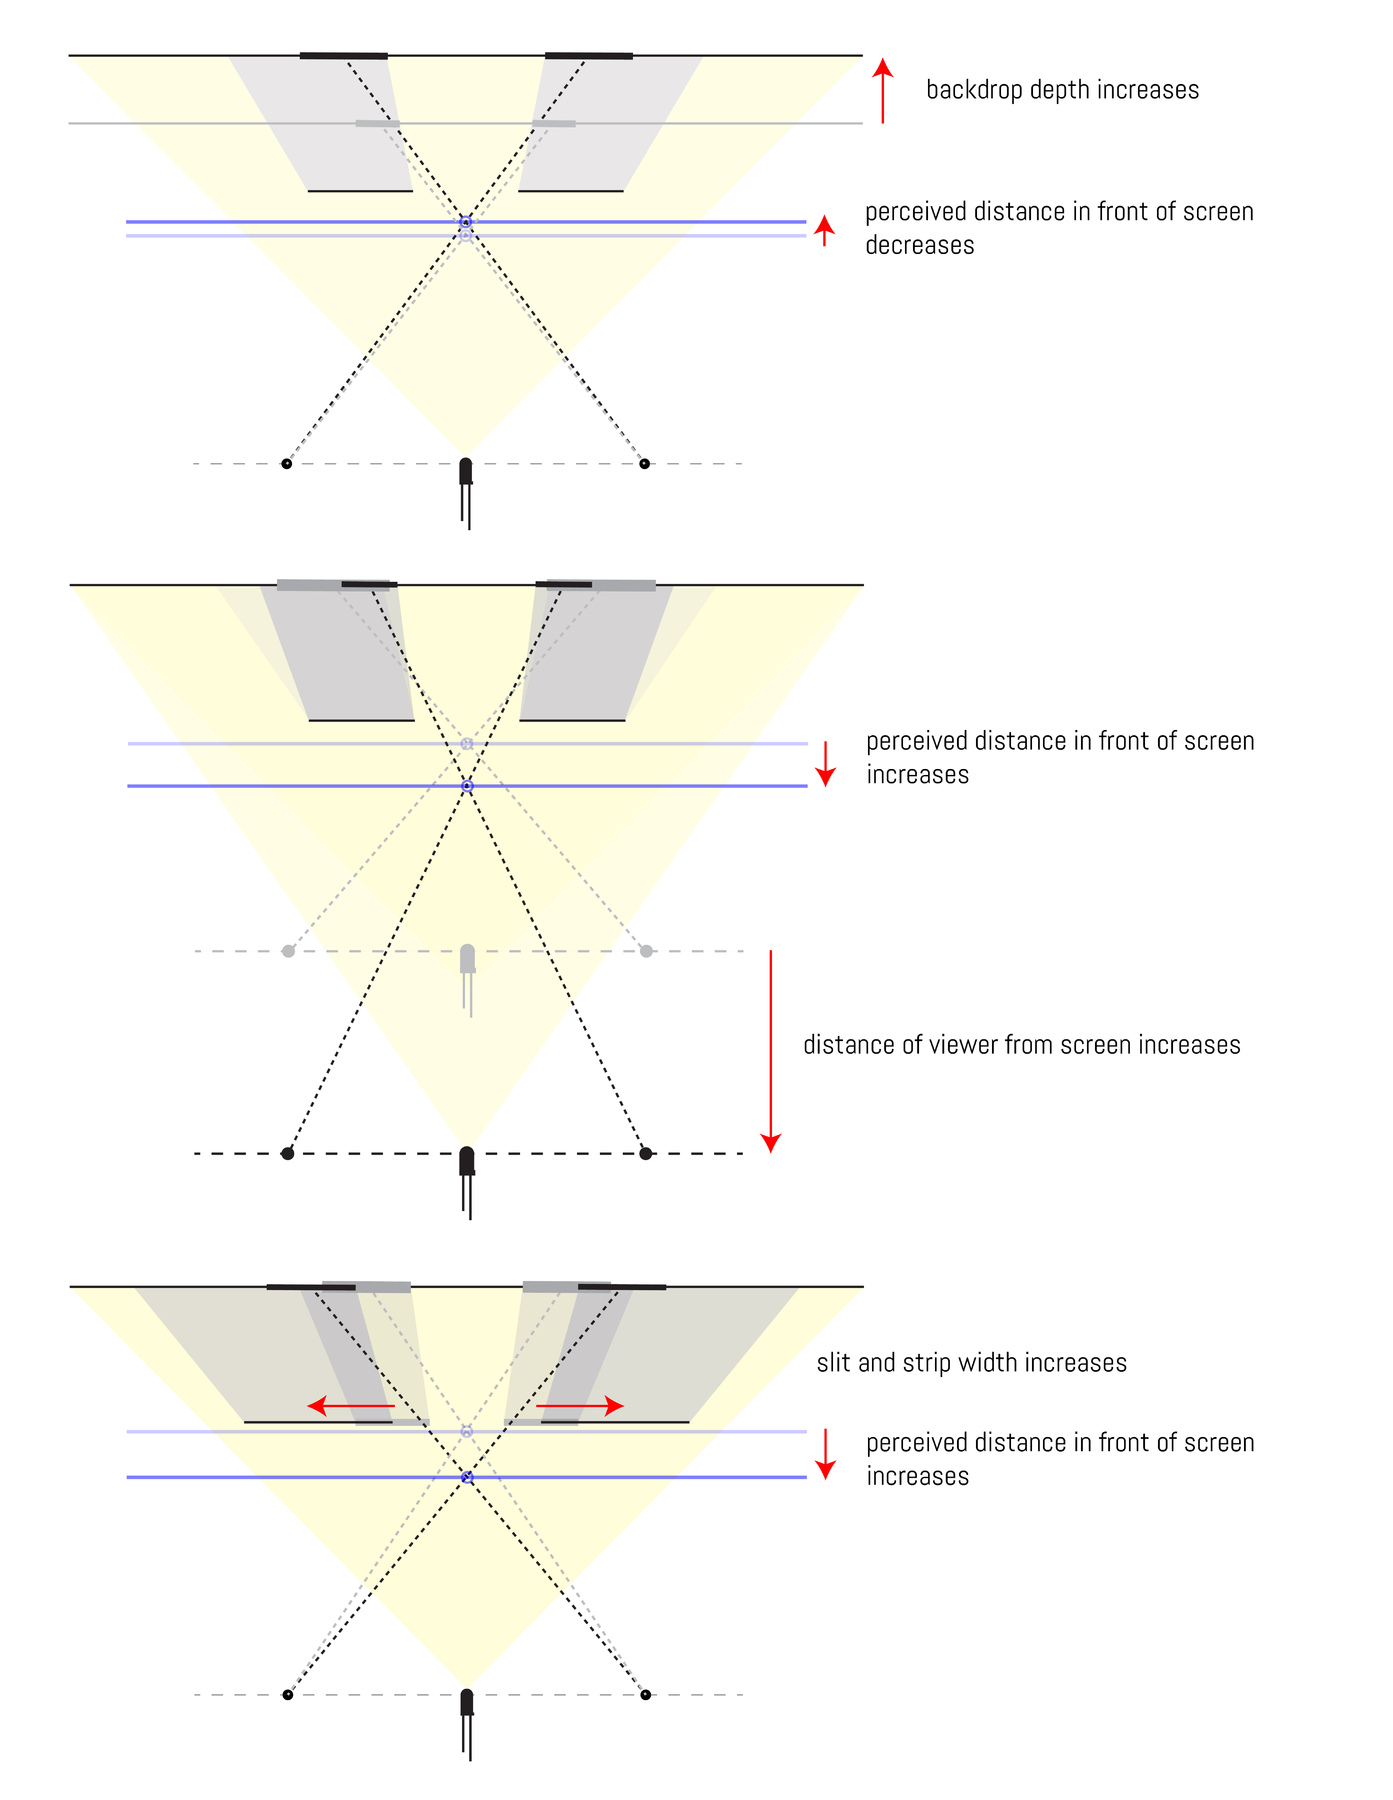 backdrop depth increases
perceived distance in front of screen
decreases
perceived distance in front of screen
increases
distance of viewer from screen increases
slit and strip width increases
perceived distance in front of screen
increases